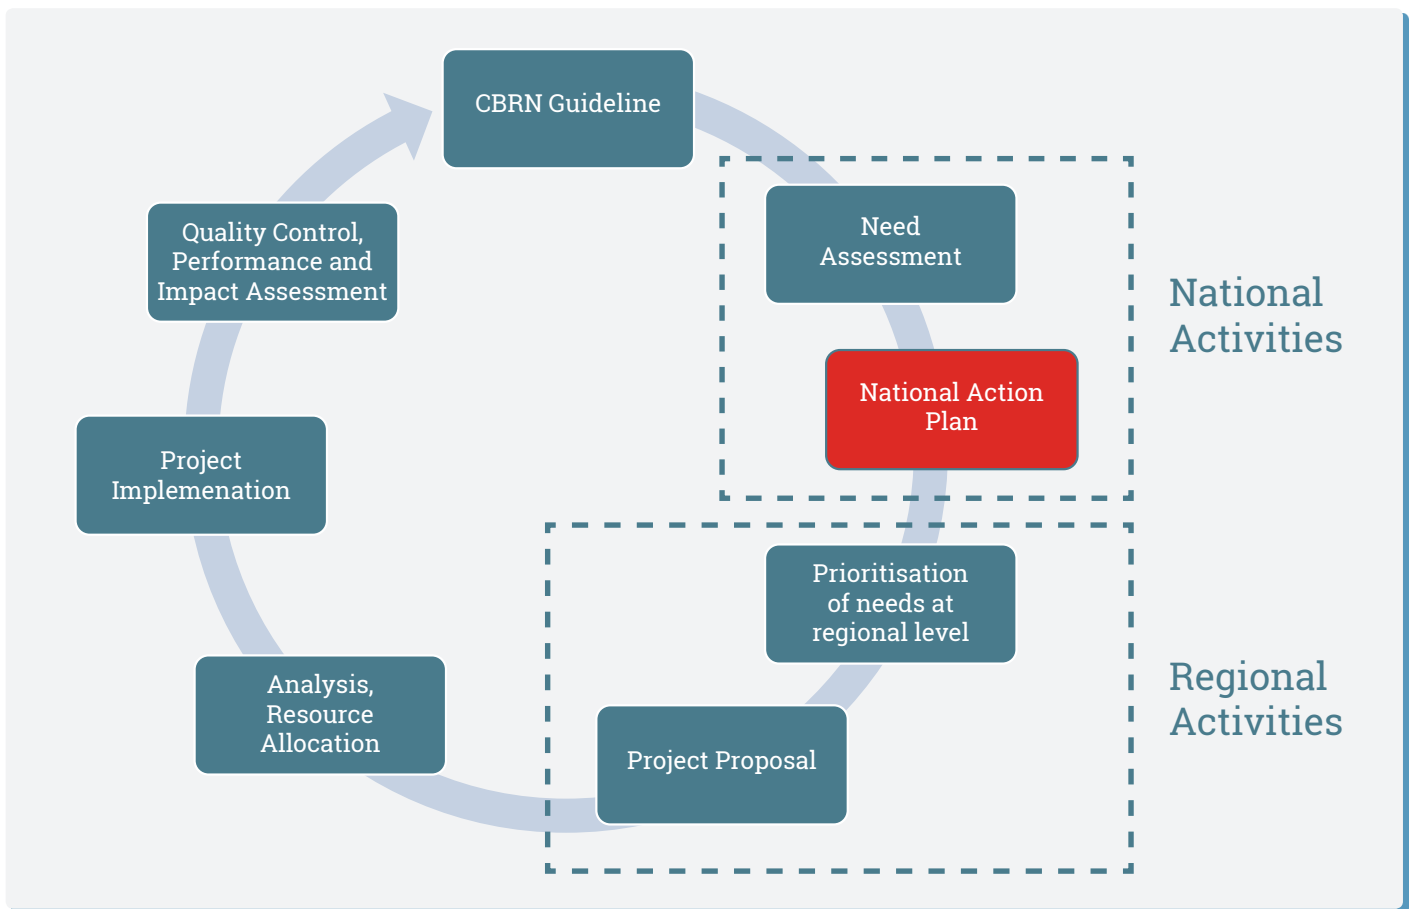 CBRN Guideline
Need
Assessment
National Action
Plan
National
Activities
Prioritisation
of needs at
regional level
Project Proposal
Regional
Activities
Analysis,
Resource
Allocation
Project
Implemenation
Quality Control,
Performance and
Impact Assessment